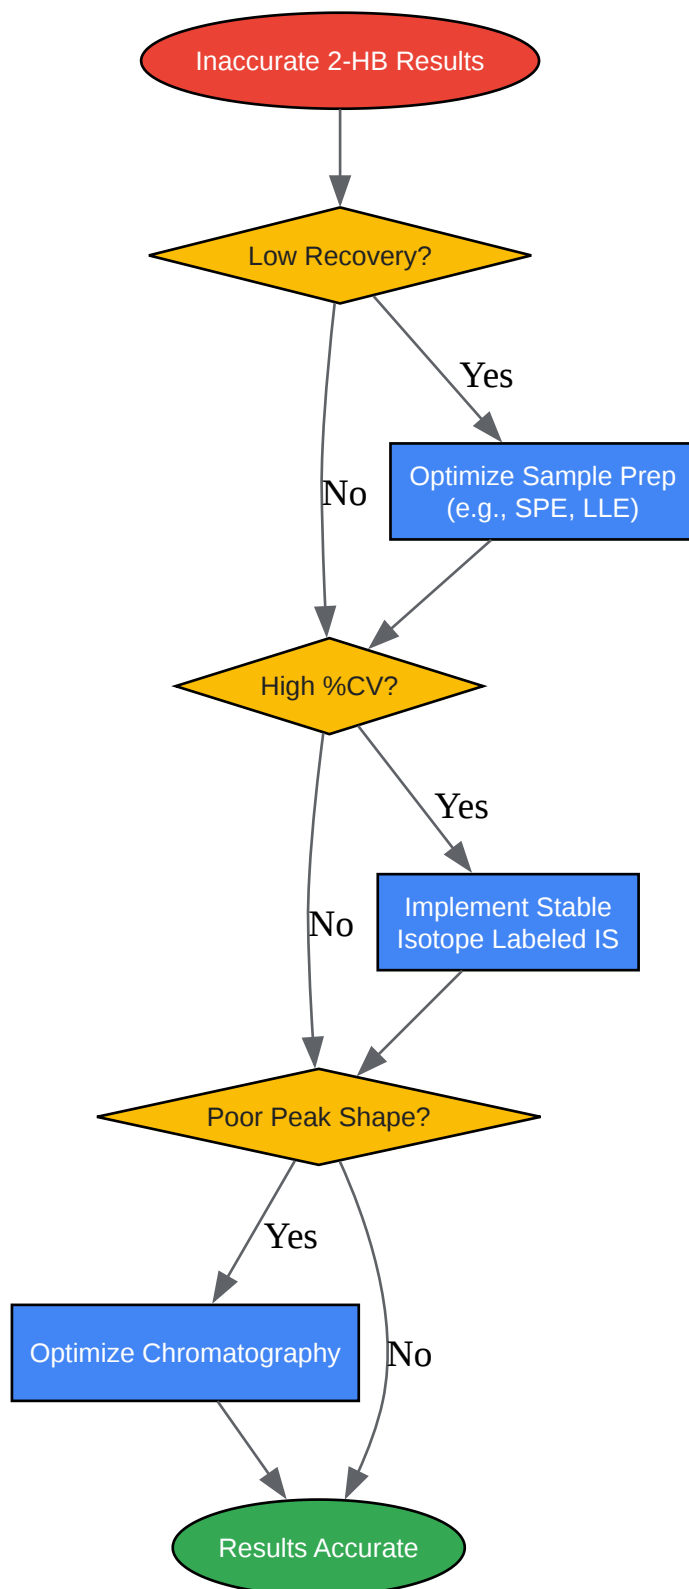 Inaccurate 2-HB Results
Low Recovery?
Yes
Optimize Sample Prep
(e.g., SPE, LLE)
No
High %CV?
Yes
Implement Stable
Isotope Labeled IS
No
Poor Peak Shape?
Yes
Optimize Chromatography
No
Results Accurate